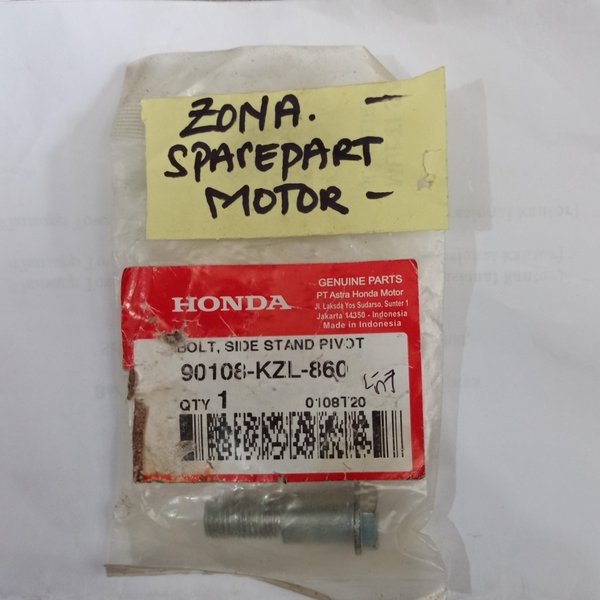 ZONA. -
SPAREPART
MOTOR -
HONDA
GENUINE PARTS
PT Astra Honda Motor
Jl. Laksda Yos Sudarso, Sunter 1
Jakarta 14350 - Indonesia
Made in Indonesia
BOLT, SIDE STAND PIVOT
90108-KZL-860
QTY 1
0108T20